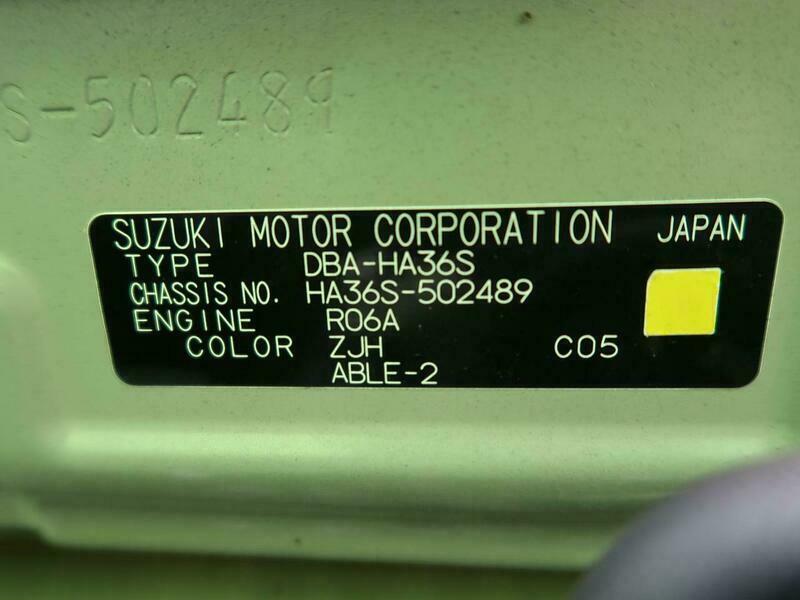 S-502489
SUZUKI MOTOR CORPORATION JAPAN
TYPE DBA-HA36S
CHASSIS NO. HA36S-502489
ENGINE R06A
COLOR ZJH C05
ABLE-2